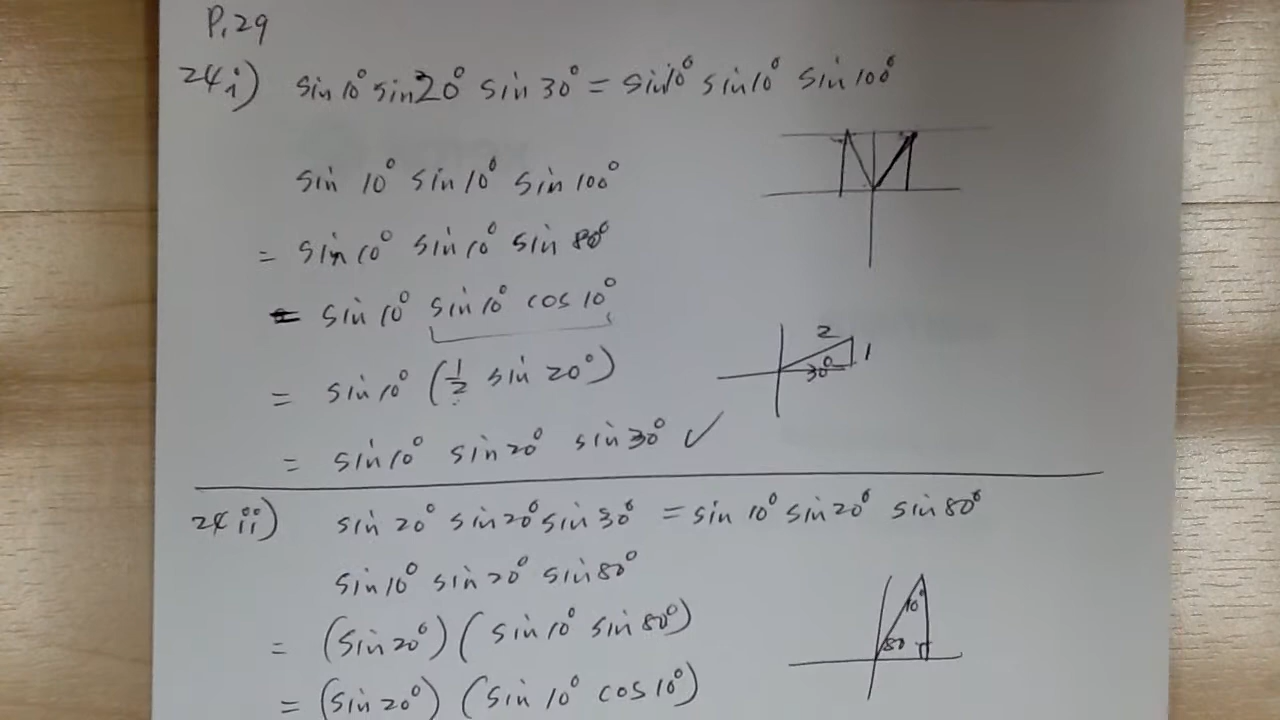 P.29
24 i) sin 10° sin 20° sin 30° = sin 10° sin 10° sin 100°
sin 10° sin 10° sin 100°
= sin 10° sin 10° sin 80°
= sin 10° sin 10° cos 10°
2
1
30°
= sin 10° (1/2 sin 20°)
= sin 10° sin 20° sin 30° ✓
24 ii) sin 20° sin 20° sin 30° = sin 10° sin 20° sin 80°
sin 10° sin 20° sin 80°
10°
80
= (sin 20°) (sin 10° sin 80°)
= (sin 20°) (sin 10° cos 10°)